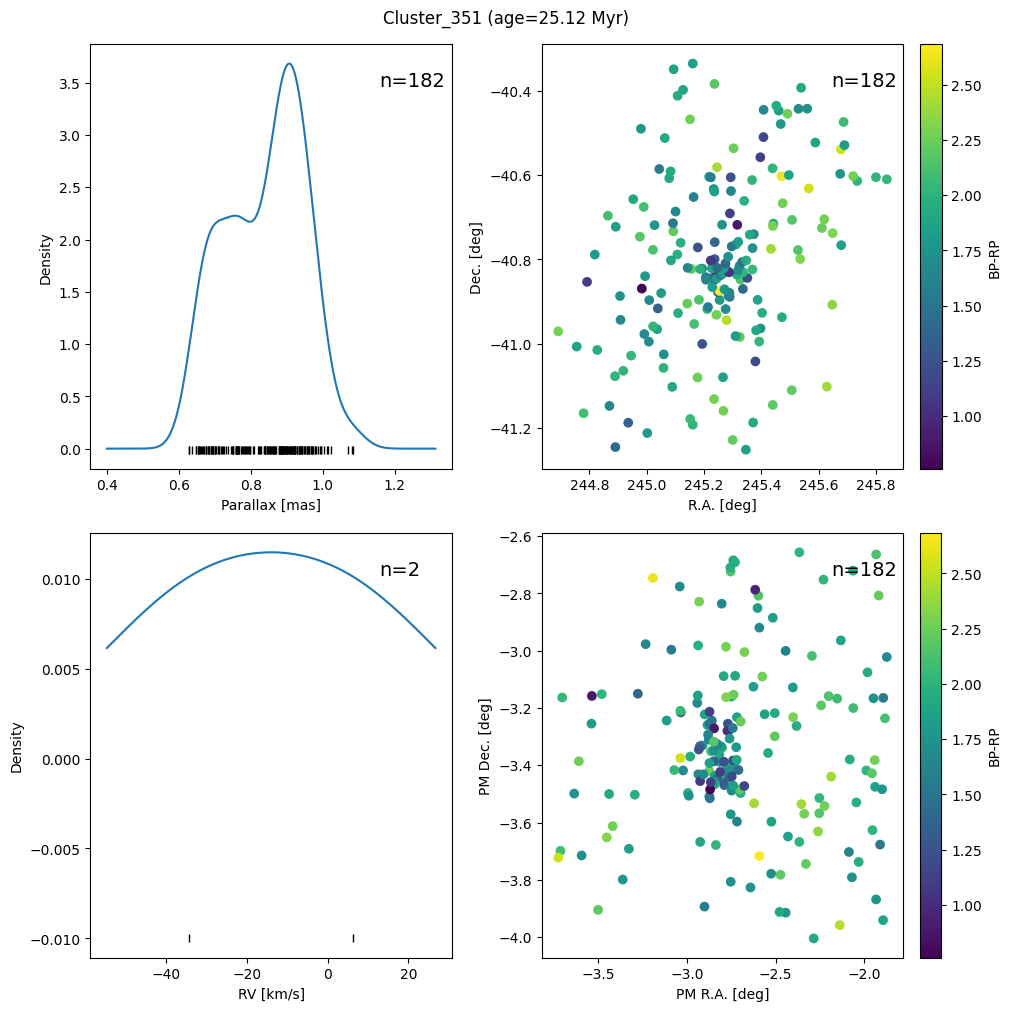 Cluster_351 (age=25.12 Myr)
n=182
Density
3.5
3.0
2.5
2.0
1.5
1.0
0.5
0.0
0.4 0.6 0.8 1.0 1.2
Parallax [mas]
n=182
Dec. [deg]
−40.4
−40.6
−40.8
−41.0
−41.2
244.8 245.0 245.2 245.4 245.6 245.8
R.A. [deg]
2.50
2.25
2.00
1.75
1.50
1.25
1.00
BP-RP
n=2
Density
0.010
0.005
0.000
−0.005
−0.010
−40 −20 0 20
RV [km/s]
n=182
PM Dec. [deg]
−2.6
−2.8
−3.0
−3.2
−3.4
−3.6
−3.8
−4.0
−3.5 −3.0 −2.5 −2.0
PM R.A. [deg]
2.50
2.25
2.00
1.75
1.50
1.25
1.00
BP-RP